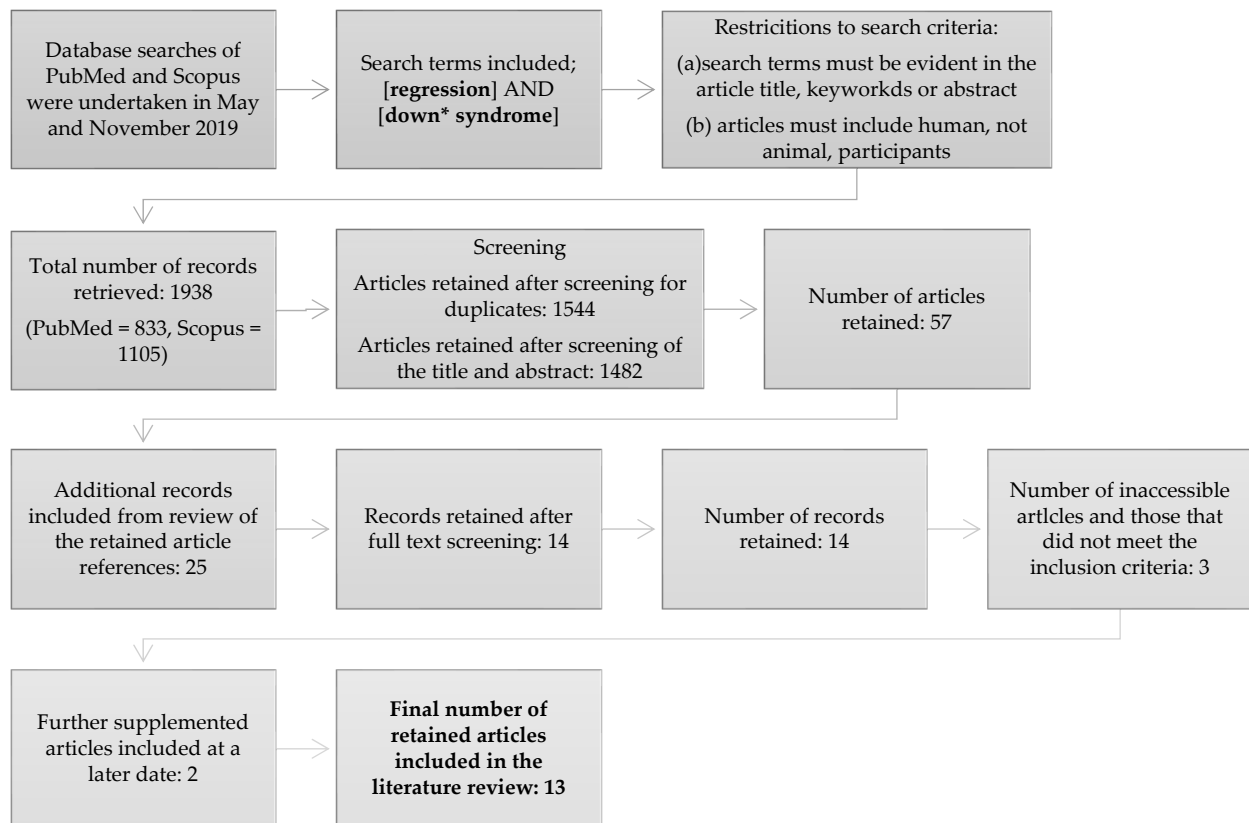 Database searches of
PubMed and Scopus
were undertaken in May
and November 2019
Search terms included;
[regression] AND
[down* syndrome]
Restricitions to search criteria:
(a)search terms must be evident in the
article title, keyworkds or abstract
(b) articles must include human, not
animal, participants
Total number of records
retrieved: 1938
(PubMed = 833, Scopus =
1105)
Screening
Articles retained after screening for
duplicates: 1544
Articles retained after screening of
the title and abstract: 1482
Number of articles
retained: 57
Additional records
included from review of
the retained article
references: 25
Records retained after
full text screening: 14
Number of records
retained: 14
Number of inaccessible
artlcles and those that
did not meet the
inclusion criteria: 3
Further supplemented
articles included at a
later date: 2
Final number of
retained articles
included in the
literature review: 13